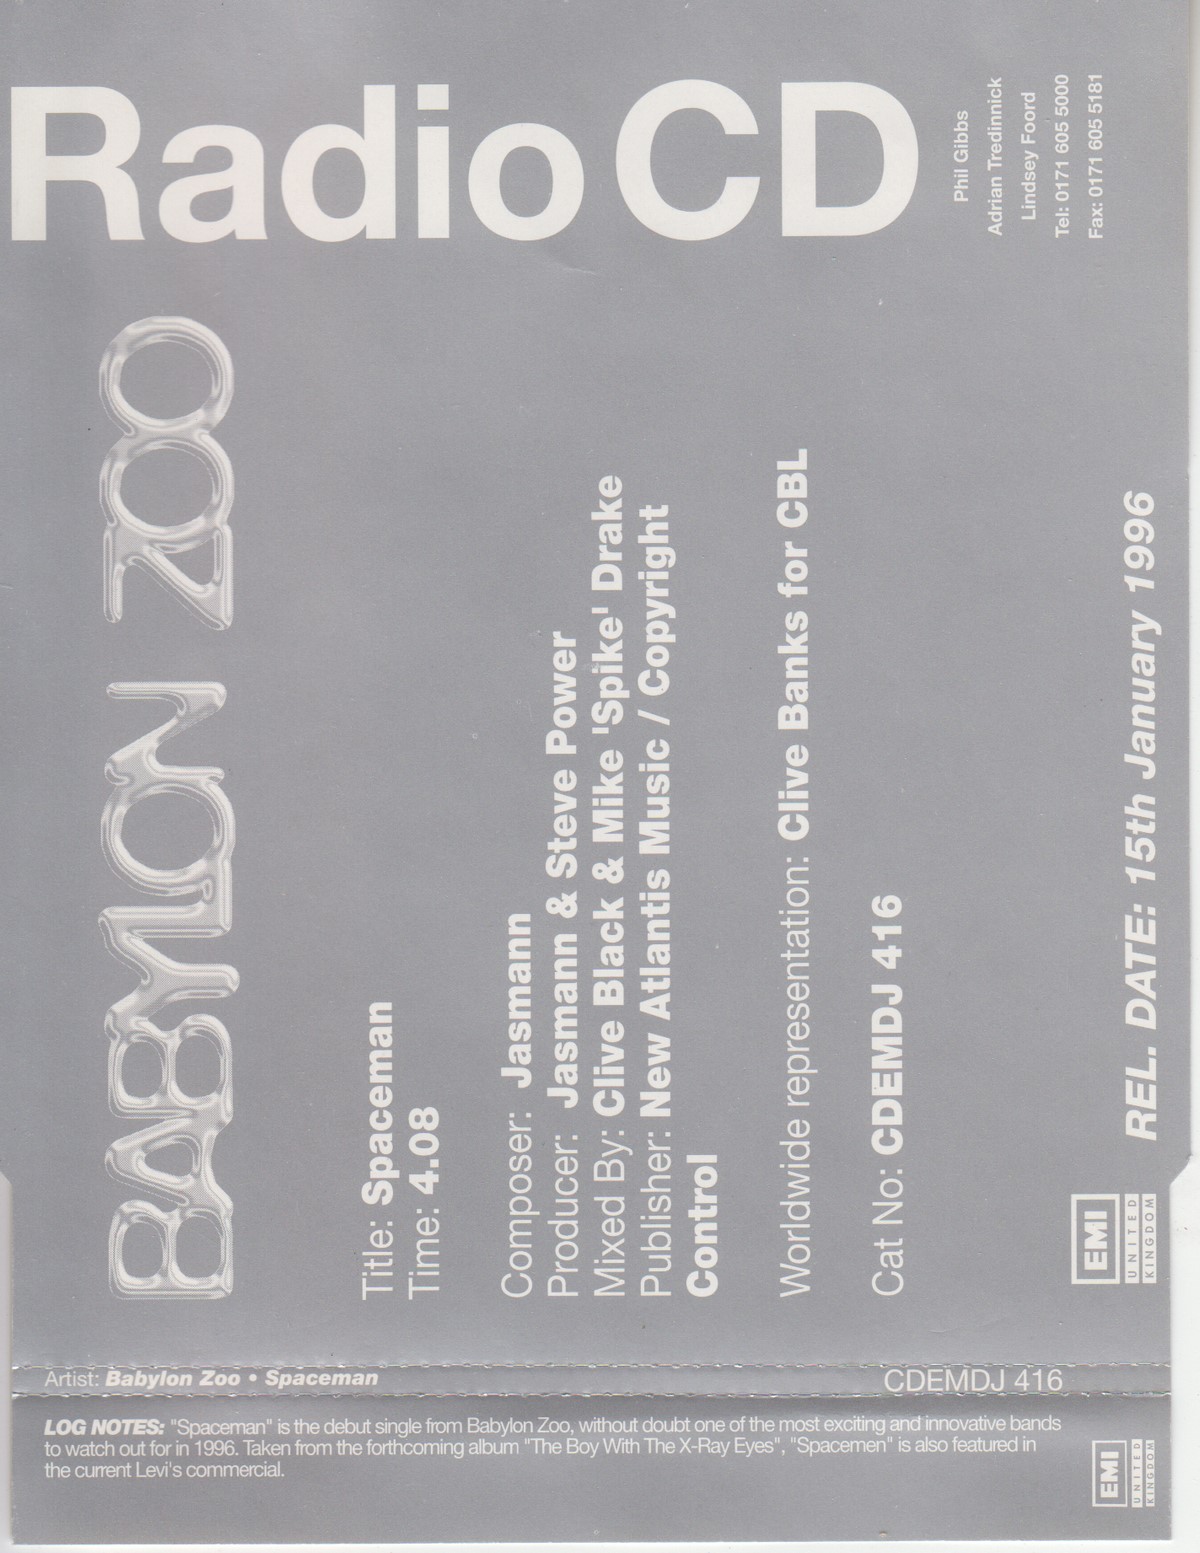 Radio CD
Phil Gibbs
Adrian Tredinnick
Lindsey Foord
Tel: 0171 605 5000
Fax: 0171 605 5181
BABYLON ZOO
Title: Spaceman
Time: 4.08
Composer: Jasmann
Producer: Jasmann & Steve Power
Mixed By: Clive Black & Mike 'Spike' Drake
Publisher: New Atlantis Music / Copyright
Control
Worldwide representation: Clive Banks for CBL
Cat No: CDEMDJ 416
REL. DATE: 15th January 1996
EMI
UNITED
KINGDOM
Artist: Babylon Zoo • Spaceman
CDEMDJ 416
LOG NOTES: "Spaceman" is the debut single from Babylon Zoo, without doubt one of the most exciting and innovative bands
to watch out for in 1996. Taken from the forthcoming album "The Boy With The X-Ray Eyes", "Spacemen" is also featured in
the current Levi's commercial.
EMI
UNITED
KINGDOM